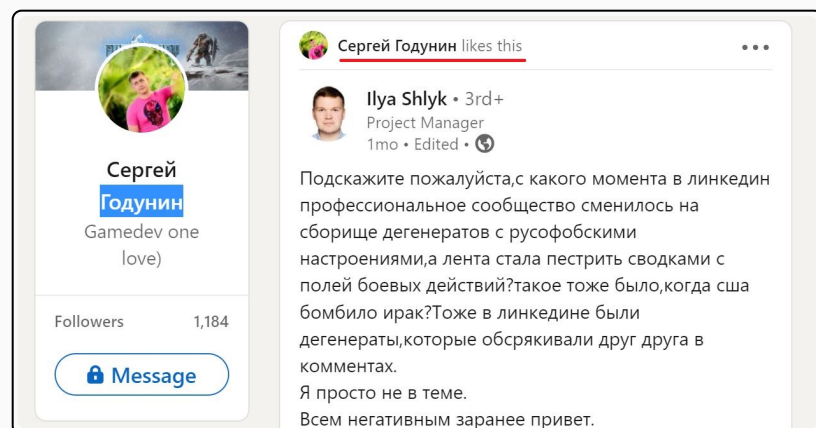 Сергей
Годунин
Gamedev one
love)
Followers 1,184
Message
Сергей Годунин likes this
Ilya Shlyk • 3rd+
Project Manager
1mo • Edited •
Подскажите пожалуйста,с какого момента в линкедин
профессиональное сообщество сменилось на
сборище дегенератов с русофобскими
настроениями,а лента стала пестрить сводками с
полей боевых действий?такое тоже было,когда сша
бомбило ирак?Тоже в линкедине были
дегенераты,которые обсрякивали друг друга в
комментах.
Я просто не в теме.
Всем негативным заранее привет.